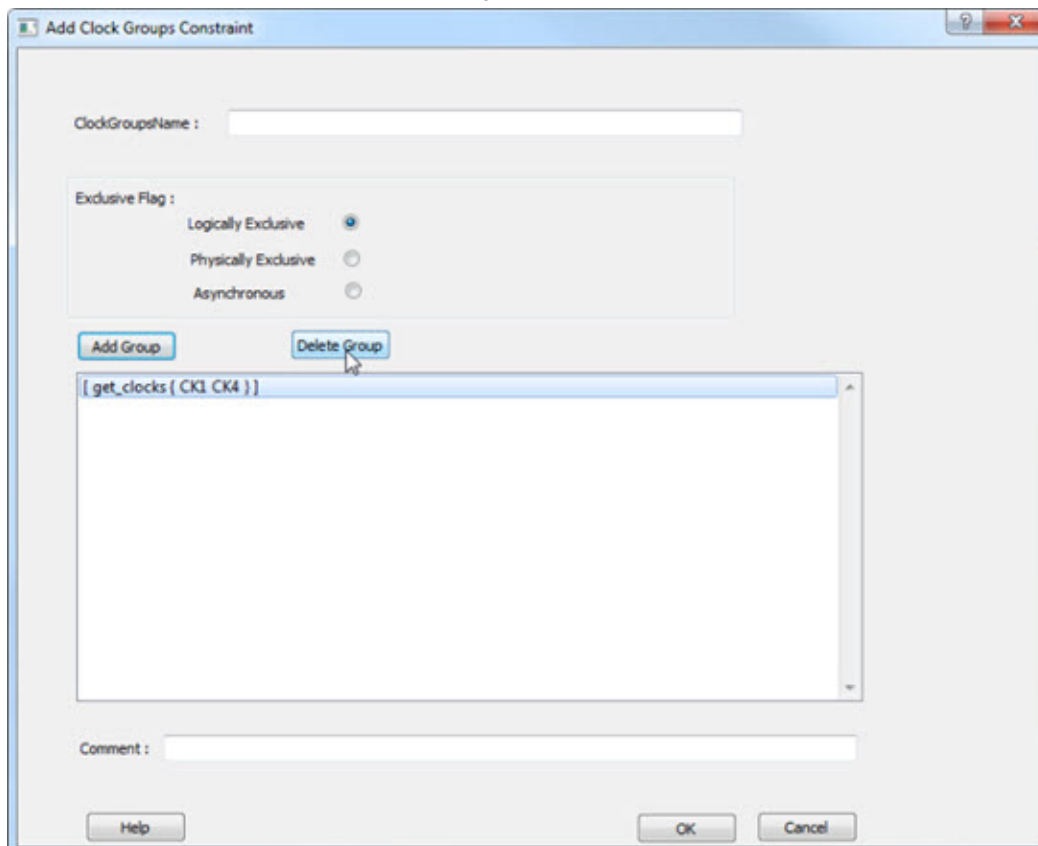 Add Clock Groups Constraint
ClockGroupsName :
Exclusive Flag :
Logically Exclusive
Physically Exclusive
Asynchronous
Add Group Delete Group
[ get_clocks { CK1 CK4 } ]
Comment :
Help OK Cancel